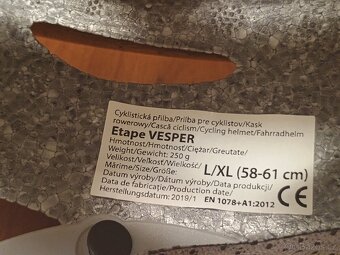 Cyklistická přilba/Prilba pre cyklistov/Kask
rowerowy/Cască ciclism/Cycling helmet/Fahrradhelm
Etape VESPER
Hmotnost/Hmotnosť/Ciężar/Greutate/
Weight/Gewicht: 250 g
Velikost/Veľkosť/Wielkość/
Mărime/Size/Größe: L/XL (58-61 cm)
Datum výroby/Dátum výroby/Data produkcji/
Data de fabricație/Production date/
Herstellungsdatum: 2019/1
CE
EN 1078+A1:2012